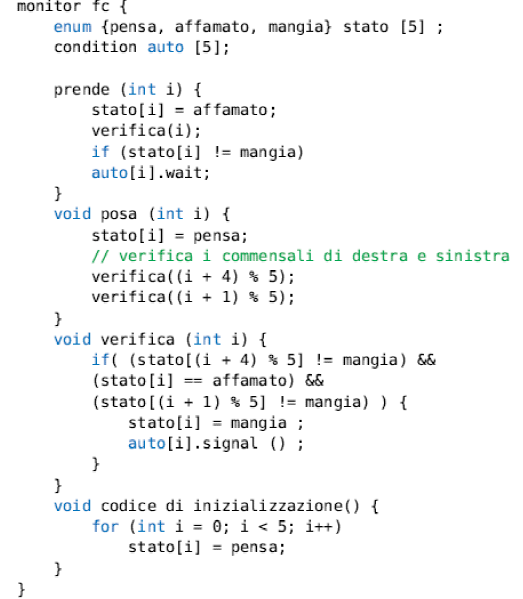 monitor fc {
    enum {pensa, affamato, mangia} stato [5] ;
    condition auto [5];

    prende (int i) {
        stato[i] = affamato;
        verifica(i);
        if (stato[i] != mangia)
        auto[i].wait;
    }
    void posa (int i) {
        stato[i] = pensa;
        // verifica i commensali di destra e sinistra
        verifica((i + 4) % 5);
        verifica((i + 1) % 5);
    }
    void verifica (int i) {
        if( (stato[(i + 4) % 5] != mangia) &&
        (stato[i] == affamato) &&
        (stato[(i + 1) % 5] != mangia) ) {
            stato[i] = mangia ;
            auto[i].signal () ;
        }
    }
    void codice di inizializzazione() {
        for (int i = 0; i < 5; i++)
            stato[i] = pensa;
    }
}